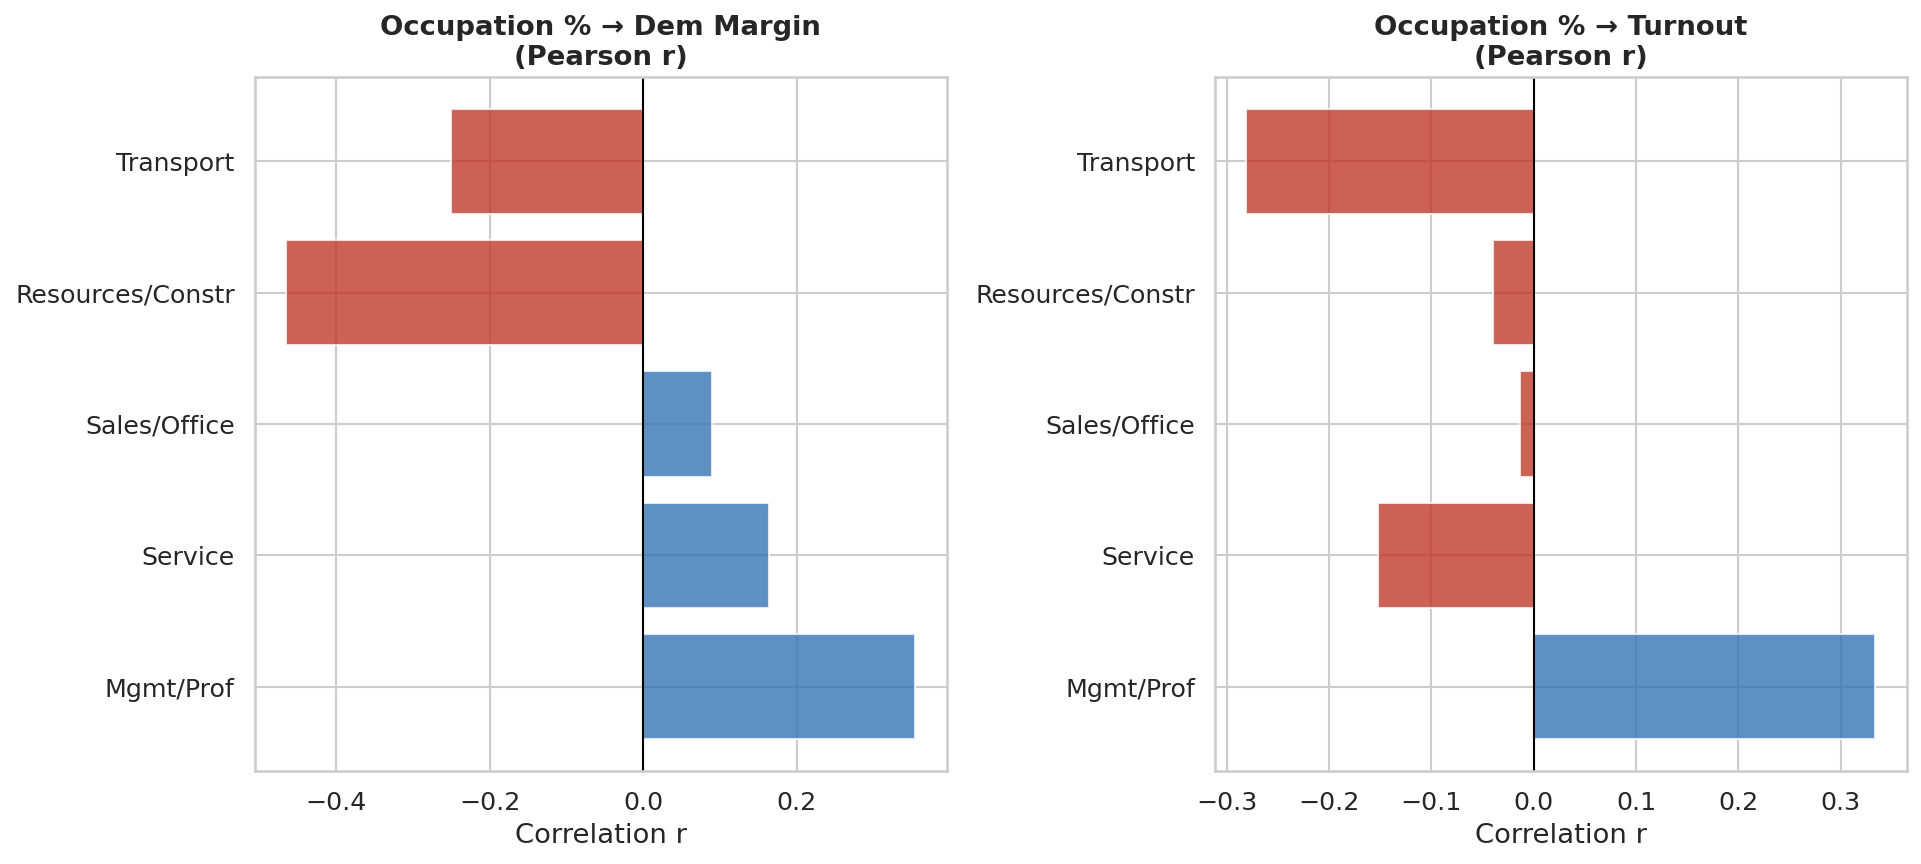 Occupation % → Dem Margin
(Pearson r)
Transport
Resources/Constr
Sales/Office
Service
Mgmt/Prof
−0.4
−0.2
0.0
0.2
Correlation r
Occupation % → Turnout
(Pearson r)
Transport
Resources/Constr
Sales/Office
Service
Mgmt/Prof
−0.3
−0.2
−0.1
0.0
0.1
0.2
0.3
Correlation r